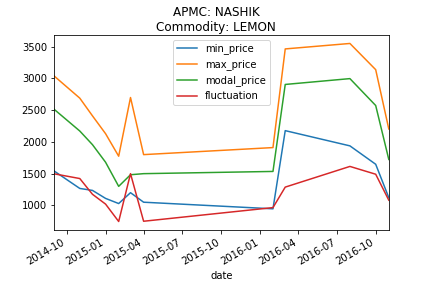 APMC: NASHIK
Commodity: LEMON
min_price
max_price
modal_price
fluctuation
3500
3000
2500
2000
1500
1000
2014-10
2015-01
2015-04
2015-07
2015-10
2016-01
2016-04
2016-07
2016-10
date